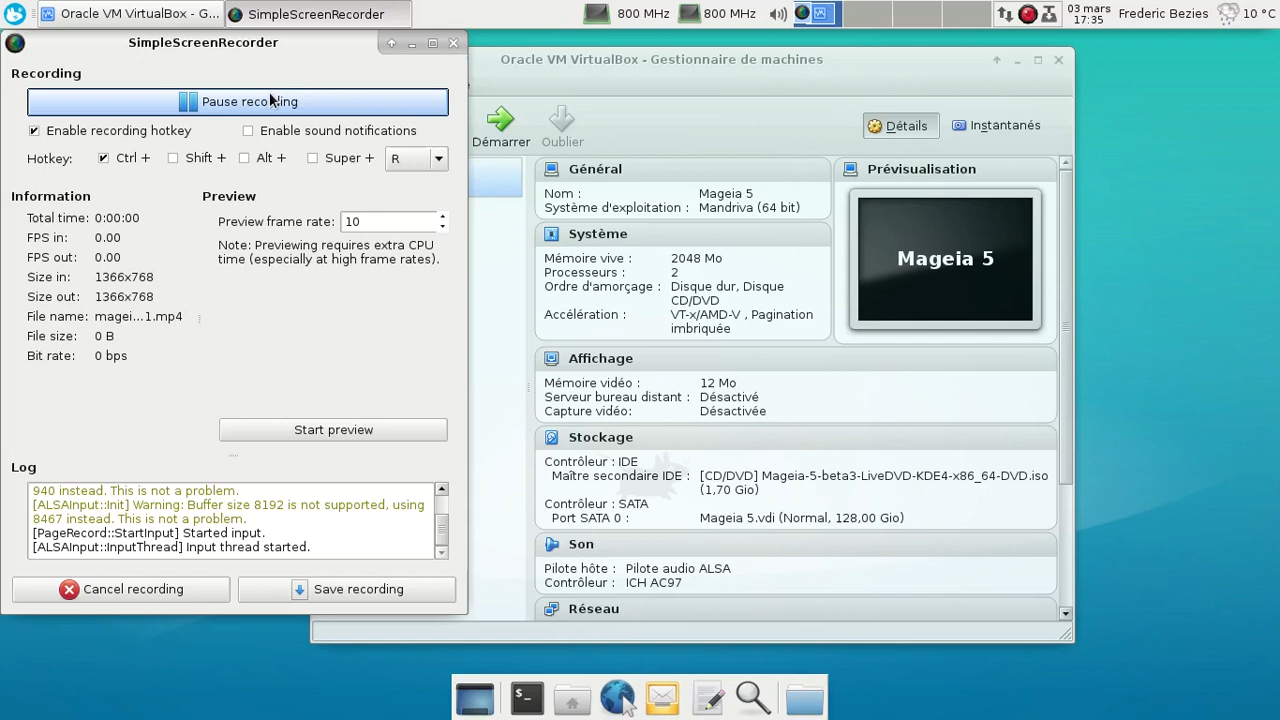 Oracle VM VirtualBox - G...
SimpleScreenRecorder
800 MHz
800 MHz
03 mars
17:35
Frederic Bezies
10 °C
SimpleScreenRecorder
Recording
Pause recording
Enable recording hotkey
Enable sound notifications
Hotkey:
Ctrl +
Shift +
Alt +
Super +
R
Information
Total time: 0:00:00
FPS in: 0.00
FPS out: 0.00
Size in: 1366x768
Size out: 1366x768
File name: magei...1.mp4
File size: 0 B
Bit rate: 0 bps
Preview
Preview frame rate: 10
Note: Previewing requires extra CPU
time (especially at high frame rates).
Start preview
Log
940 instead. This is not a problem.
[ALSAInput::Init] Warning: Buffer size 8192 is not supported, using
8467 instead. This is not a problem.
[PageRecord::StartInput] Started input.
[ALSAInput::InputThread] Input thread started.
Cancel recording
Save recording
Oracle VM VirtualBox - Gestionnaire de machines
Démarrer
Oublier
Détails
Instantanés
Général
Nom : Mageia 5
Système d'exploitation : Mandriva (64 bit)
Système
Mémoire vive : 2048 Mo
Processeurs : 2
Ordre d'amorçage : Disque dur, Disque
CD/DVD
Accélération : VT-x/AMD-V , Pagination
imbriquée
Prévisualisation
Mageia 5
Affichage
Mémoire vidéo : 12 Mo
Serveur bureau distant : Désactivé
Capture vidéo: Désactivée
Stockage
Contrôleur : IDE
Maître secondaire IDE : [CD/DVD] Mageia-5-beta3-LiveDVD-KDE4-x86_64-DVD.iso
(1,70 Gio)
Contrôleur : SATA
Port SATA 0 : Mageia 5.vdi (Normal, 128,00 Gio)
Son
Pilote hôte : Pilote audio ALSA
Contrôleur : ICH AC97
Réseau